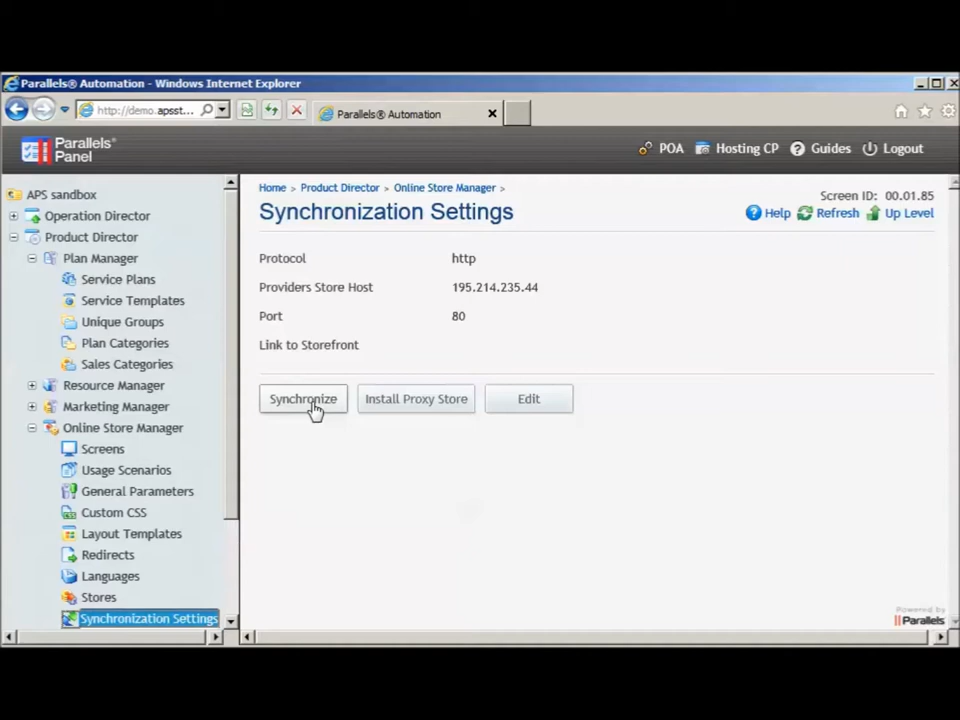 Parallels® Automation - Windows Internet Explorer
http://demo.apsst...
Parallels® Automation
Parallels®
Panel
POA
Hosting CP
Guides
Logout
APS sandbox
Operation Director
Product Director
Plan Manager
Service Plans
Service Templates
Unique Groups
Plan Categories
Sales Categories
Resource Manager
Marketing Manager
Online Store Manager
Screens
Usage Scenarios
General Parameters
Custom CSS
Layout Templates
Redirects
Languages
Stores
Synchronization Settings
Home > Product Director > Online Store Manager >
Synchronization Settings
Screen ID: 00.01.85
Help Refresh Up Level
Protocol http
Providers Store Host 195.214.235.44
Port 80
Link to Storefront
Synchronize Install Proxy Store Edit
Powered by
Parallels